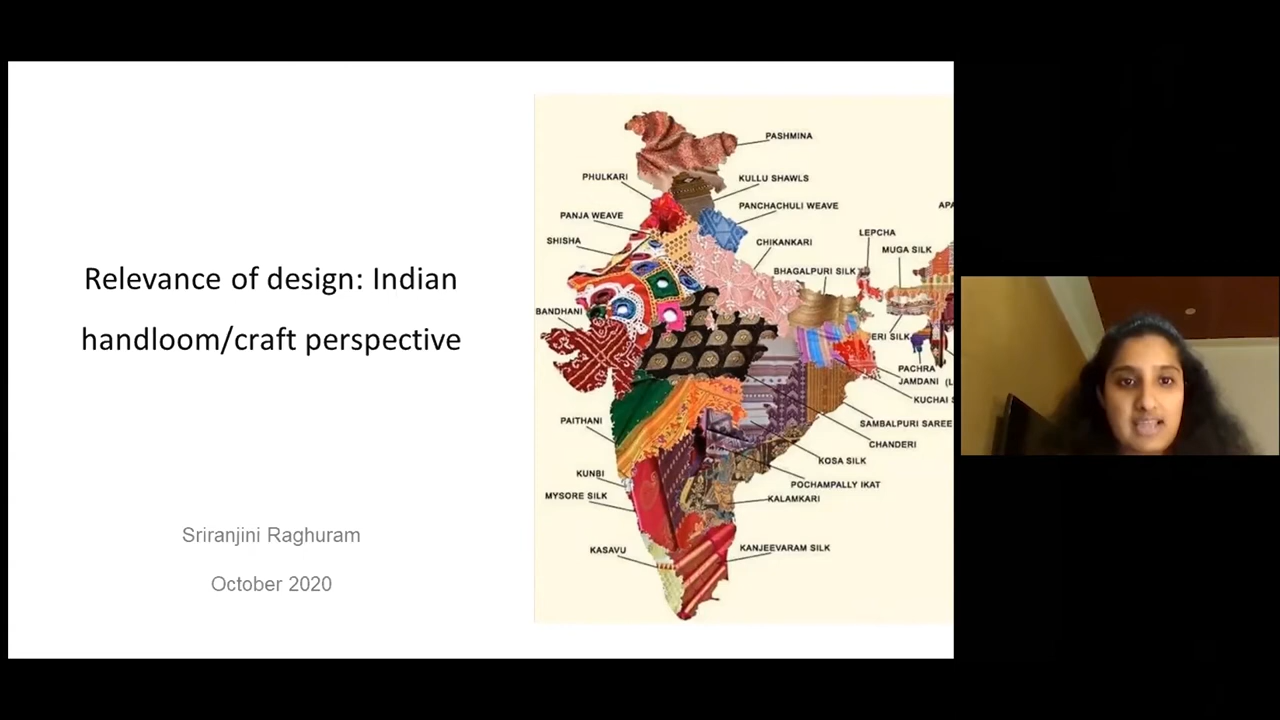 Relevance of design: Indian
handloom/craft perspective
Sriranjini Raghuram
October 2020
PASHMINA
PHULKARI
KULLU SHAWLS
PANJA WEAVE
PANCHACHULI WEAVE
SHISHA
CHIKANKARI
LEPCHA
MUGA SILK
BHAGALPURI SILK
BANDHANI
ERI SILK
PACHRA
JAMDANI (L
KUCHAI S
PAITHANI
SAMBALPURI SAREE
CHANDERI
KOSA SILK
KUNBI
POCHAMPALLY IKAT
MYSORE SILK
KALAMKARI
KASAVU
KANJEEVARAM SILK